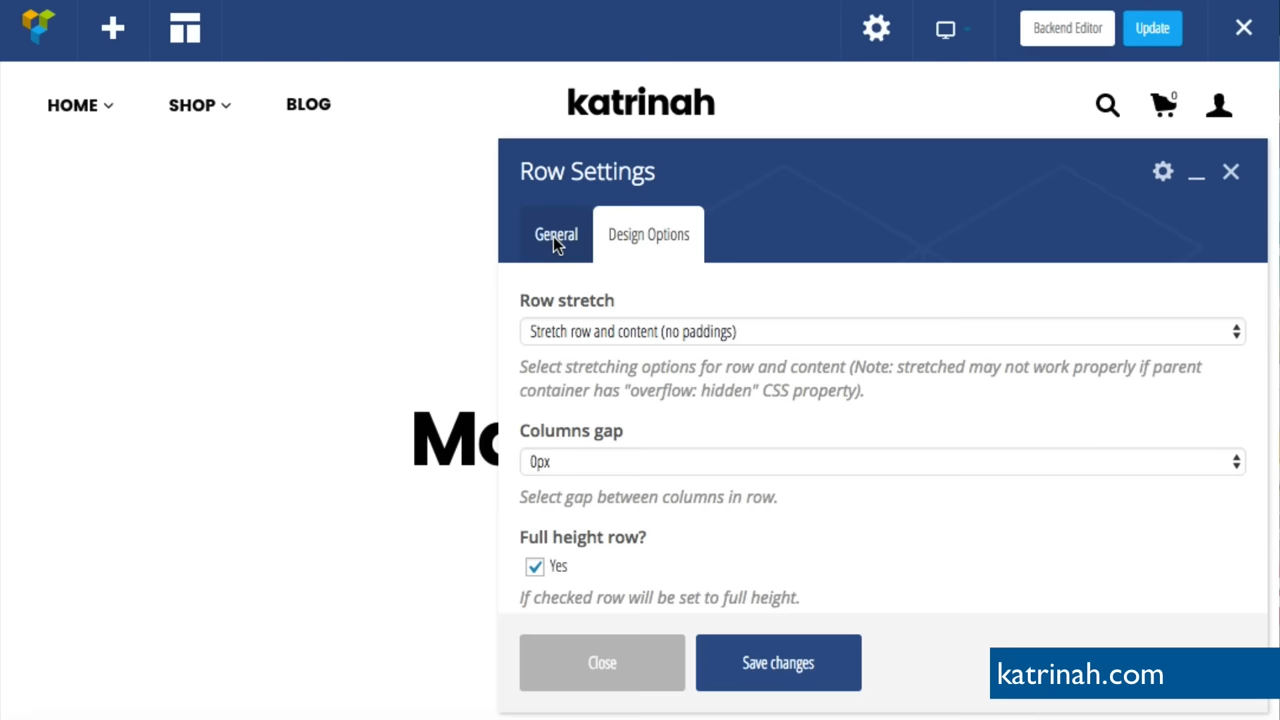 Backend Editor
Update
HOME
SHOP
BLOG
katrinah
0
Row Settings
General
Design Options
Row stretch
Stretch row and content (no paddings)
Select stretching options for row and content (Note: stretched may not work properly if parent
container has "overflow: hidden" CSS property).
Columns gap
0px
Select gap between columns in row.
Full height row?
Yes
If checked row will be set to full height.
Close
Save changes
katrinah.com